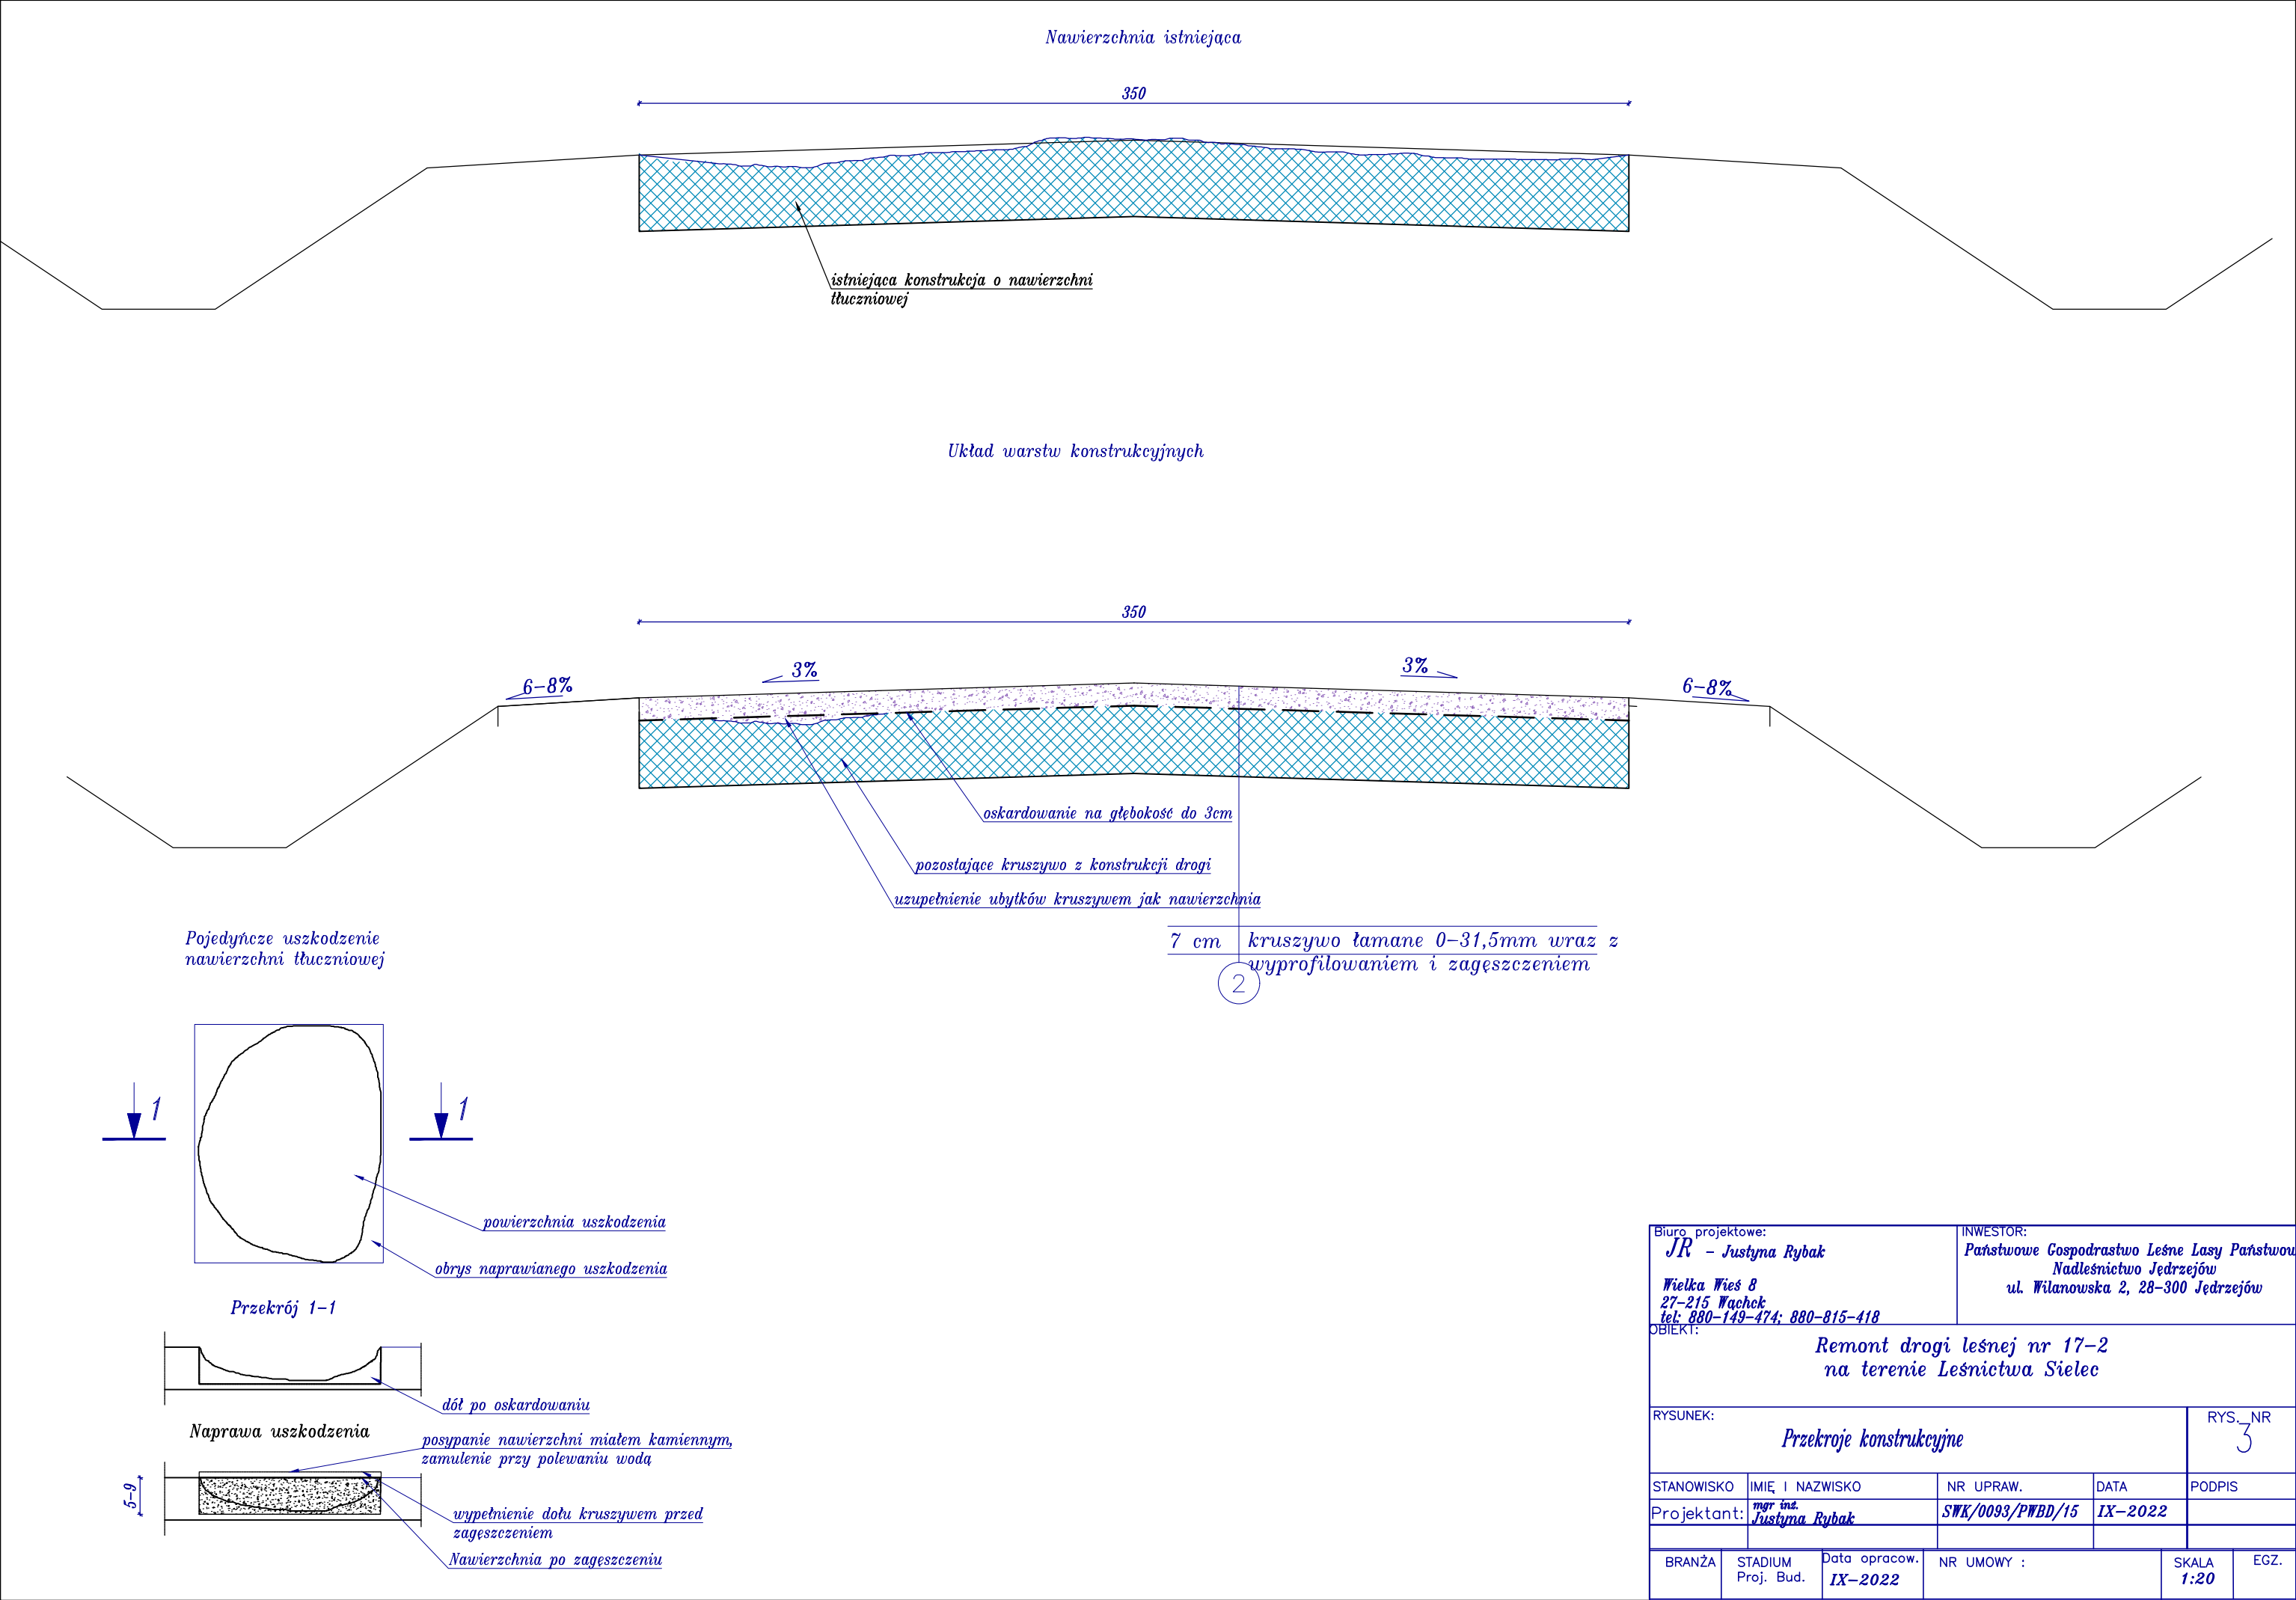 Nawierzchnia istniejąca
350
istniejąca konstrukcja o nawierzchni
tłuczniowej
Układ warstw konstrukcyjnych
350
6-8%
3%
3%
6-8%
oskardowanie na głębokość do 3cm
pozostające kruszywo z konstrukcji drogi
uzupełnienie ubytków kruszywem jak nawierzchnia
7 cm kruszywo łamane 0-31,5mm wraz z
wyprofilowaniem i zagęszczeniem
2
Pojedyńcze uszkodzenie
nawierzchni tłuczniowej
1 1
powierzchnia uszkodzenia
obrys naprawianego uszkodzenia
Przekrój 1-1
dół po oskardowaniu
Naprawa uszkodzenia
posypanie nawierzchni miałem kamiennym,
zamulenie przy polewaniu wodą
5-9
wypełnienie dołu kruszywem przed
zagęszczeniem
Nawierzchnia po zagęszczeniu
Biuro projektowe:
JR - Justyna Rybak
Wielka Wieś 8
27-215 Wąchck
tel: 880-149-474; 880-815-418
INWESTOR:
Państwowe Gospodrastwo Leśne Lasy Państwow
Nadleśnictwo Jędrzejów
ul. Wilanowska 2, 28-300 Jędrzejów
OBIEKT:
Remont drogi leśnej nr 17-2
na terenie Leśnictwa Sielec
RYSUNEK:
Przekroje konstrukcyjne
RYS. NR
3
STANOWISKO IMIĘ I NAZWISKO NR UPRAW. DATA PODPIS
Projektant: mgr inż.
Justyna Rybak SWK/0093/PWBD/15 IX-2022
BRANŻA STADIUM
Proj. Bud.
Data opracow.
IX-2022
NR UMOWY :
SKALA
1:20
EGZ.